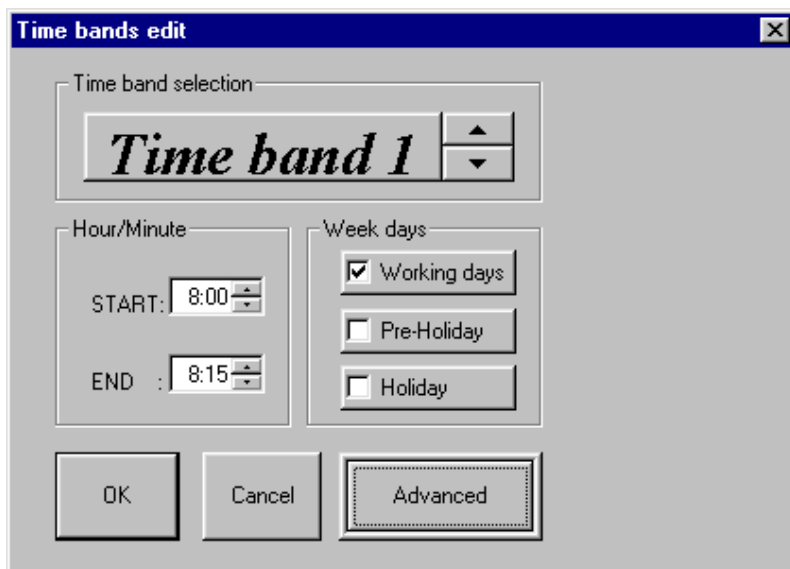 Time bands edit
Time band selection
Time band 1
Hour/Minute
START: 8:00
END : 8:15
Week days
Working days
Pre-Holiday
Holiday
OK
Cancel
Advanced